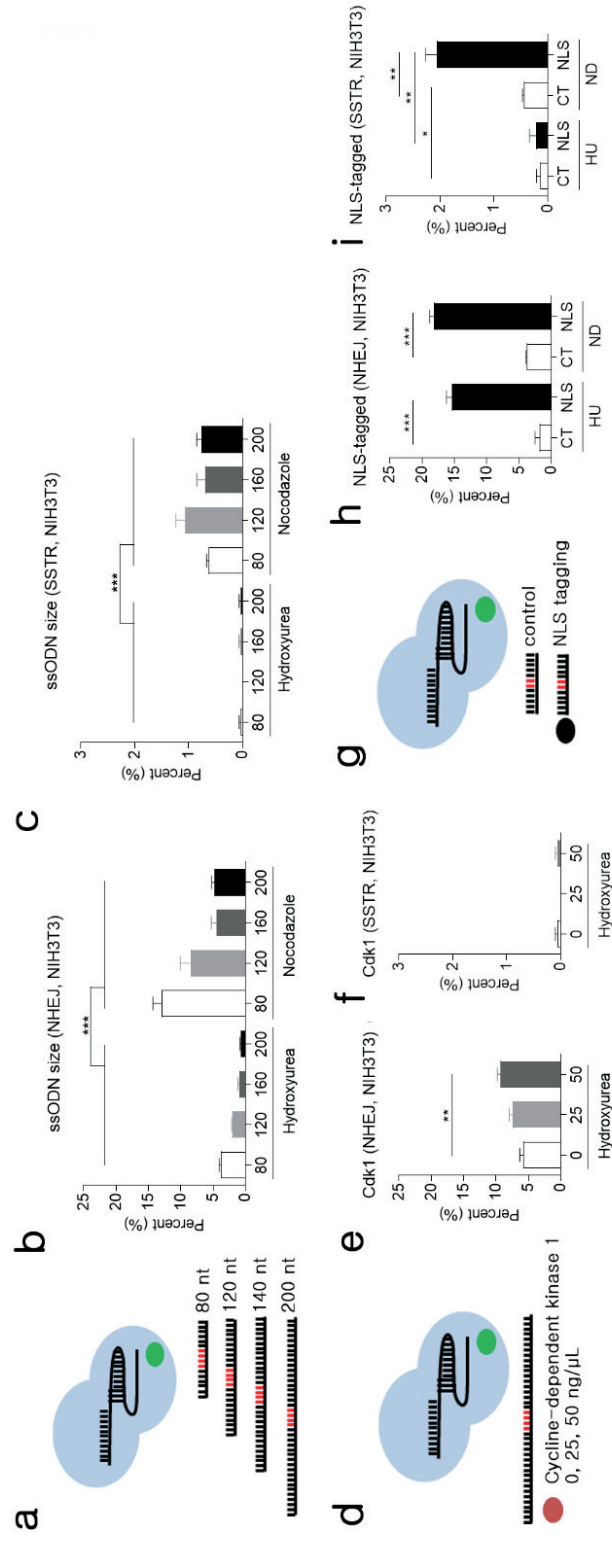 a
80 nt
120 nt
140 nt
200 nt
b
ssODN size (NHEJ, NIH3T3)
Percent (%)
25
20
15
10
5
0
***
80
120
160
200
80
120
160
200
Hydroxyurea
Nocodazole
c
ssODN size (SSTR, NIH3T3)
Percent (%)
3
2
1
0
***
80
120
160
200
80
120
160
200
Hydroxyurea
Nocodazole
d
Cycline-dependent kinase 1
0, 25, 50 ng/μL
e
Cdk1 (NHEJ, NIH3T3)
Percent (%)
25
20
15
10
5
0
**
0
25
50
Hydroxyurea
f
Cdk1 (SSTR, NIH3T3)
Percent (%)
3
2
1
0
0
25
50
Hydroxyurea
g
control
NLS tagging
h
NLS-tagged (NHEJ, NIH3T3)
Percent (%)
25
20
15
10
5
0
***
***
CT
NLS
CT
NLS
HU
ND
i
NLS-tagged (SSTR, NIH3T3)
Percent (%)
3
2
1
0
**
**
*
CT
NLS
CT
NLS
HU
ND